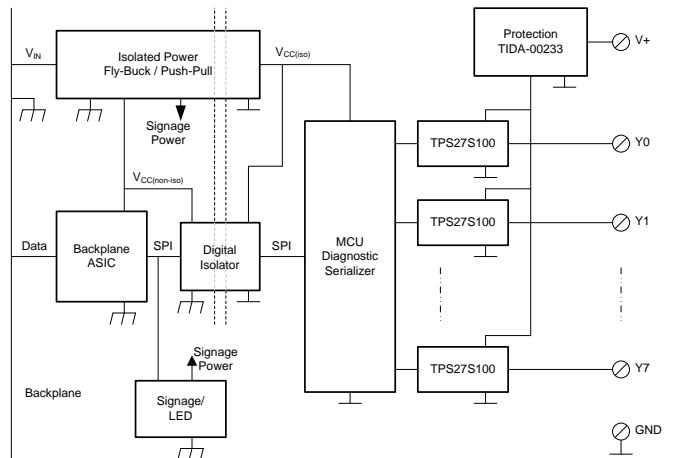 Protection
TIDA-00233
V+
VIN
Isolated Power
Fly-Buck / Push-Pull
VCC(iso)
Signage
Power
TPS27S100
Y0
VCC(non-iso)
TPS27S100
Y1
Data
Backplane
ASIC
SPI
Digital
Isolator
SPI
MCU
Diagnostic
Serializer
Signage
Power
TPS27S100
Y7
Backplane
Signage/
LED
GND